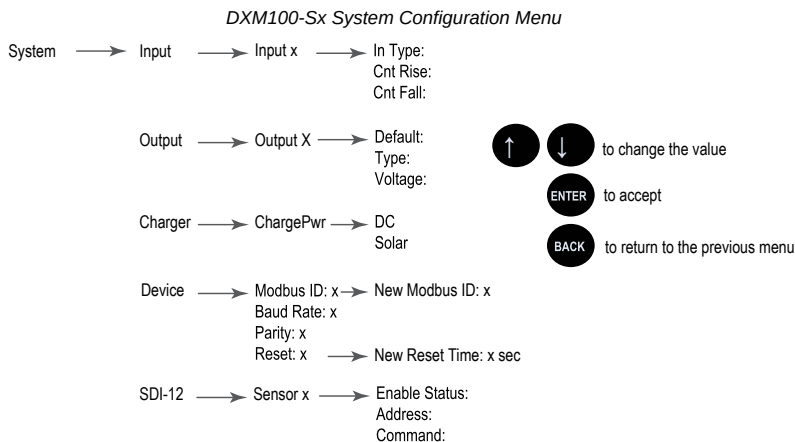 DXM100-Sx System Configuration Menu
System Input Input x In Type:
Cnt Rise:
Cnt Fall:
Output Output X Default:
Type:
Voltage:
↑ ↓ to change the value
ENTER to accept
BACK to return to the previous menu
Charger ChargePwr DC
Solar
Device Modbus ID: x New Modbus ID: x
Baud Rate: x
Parity: x
Reset: x New Reset Time: x sec
SDI-12 Sensor x Enable Status:
Address:
Command: